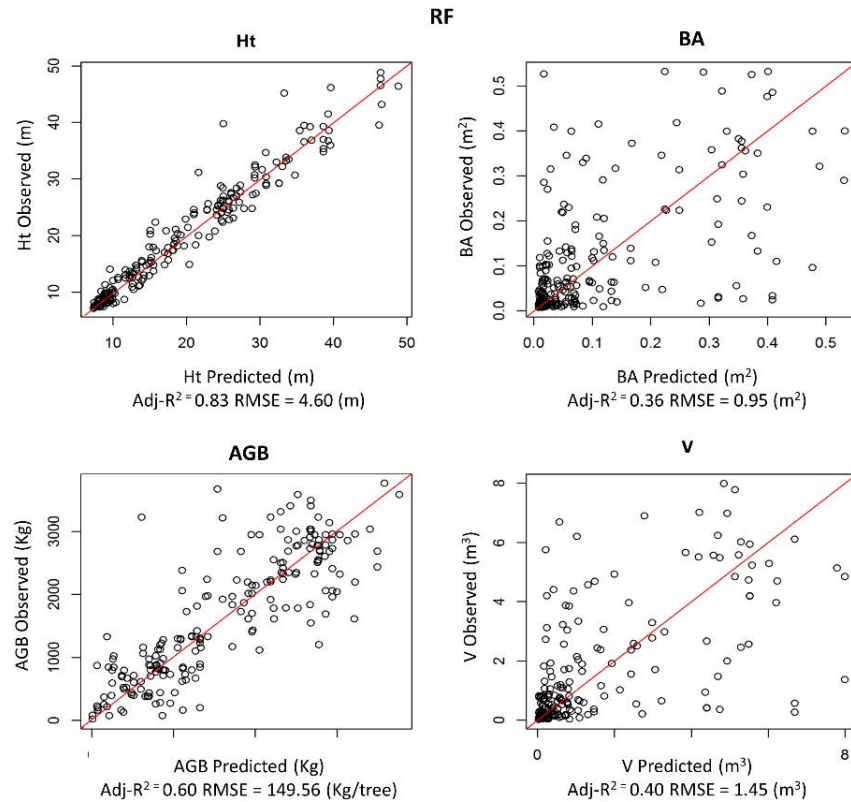 RF
Ht
50
40
30
20
10
Ht Observed (m)
10 20 30 40 50
Ht Predicted (m)
Adj-R² = 0.83 RMSE = 4.60 (m)
BA
0.5
0.4
0.3
0.2
0.1
0.0
BA Observed (m²)
0.0 0.1 0.2 0.3 0.4 0.5
BA Predicted (m²)
Adj-R² = 0.36 RMSE = 0.95 (m²)
AGB
3000
2000
1000
0
AGB Observed (Kg)
AGB Predicted (Kg)
Adj-R² = 0.60 RMSE = 149.56 (Kg/tree)
V
8
6
4
2
0
V Observed (m³)
0 8
V Predicted (m³)
Adj-R² = 0.40 RMSE = 1.45 (m³)